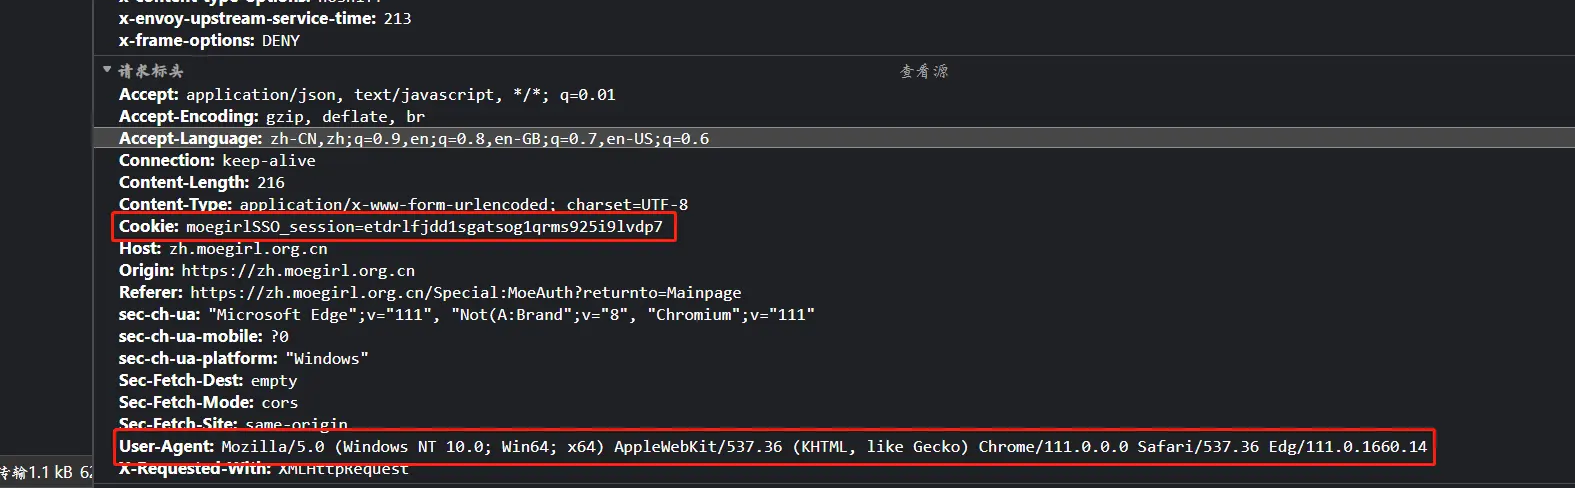 x-content-type-options: nosniff
x-envoy-upstream-service-time: 213
x-frame-options: DENY
请求标头 查看源
Accept: application/json, text/javascript, */*; q=0.01
Accept-Encoding: gzip, deflate, br
Accept-Language: zh-CN,zh;q=0.9,en;q=0.8,en-GB;q=0.7,en-US;q=0.6
Connection: keep-alive
Content-Length: 216
Content-Type: application/x-www-form-urlencoded; charset=UTF-8
Cookie: moegirlSSO_session=etdrlfjdd1sgatsog1qrms925i9lvdp7
Host: zh.moegirl.org.cn
Origin: https://zh.moegirl.org.cn
Referer: https://zh.moegirl.org.cn/Special:MoeAuth?returnto=Mainpage
sec-ch-ua: "Microsoft Edge";v="111", "Not(A:Brand";v="8", "Chromium";v="111"
sec-ch-ua-mobile: ?0
sec-ch-ua-platform: "Windows"
Sec-Fetch-Dest: empty
Sec-Fetch-Mode: cors
Sec-Fetch-Site: same-origin
User-Agent: Mozilla/5.0 (Windows NT 10.0; Win64; x64) AppleWebKit/537.36 (KHTML, like Gecko) Chrome/111.0.0.0 Safari/537.36 Edg/111.0.1660.14
X-Requested-With: XMLHttpRequest
传输1.1 kB 62